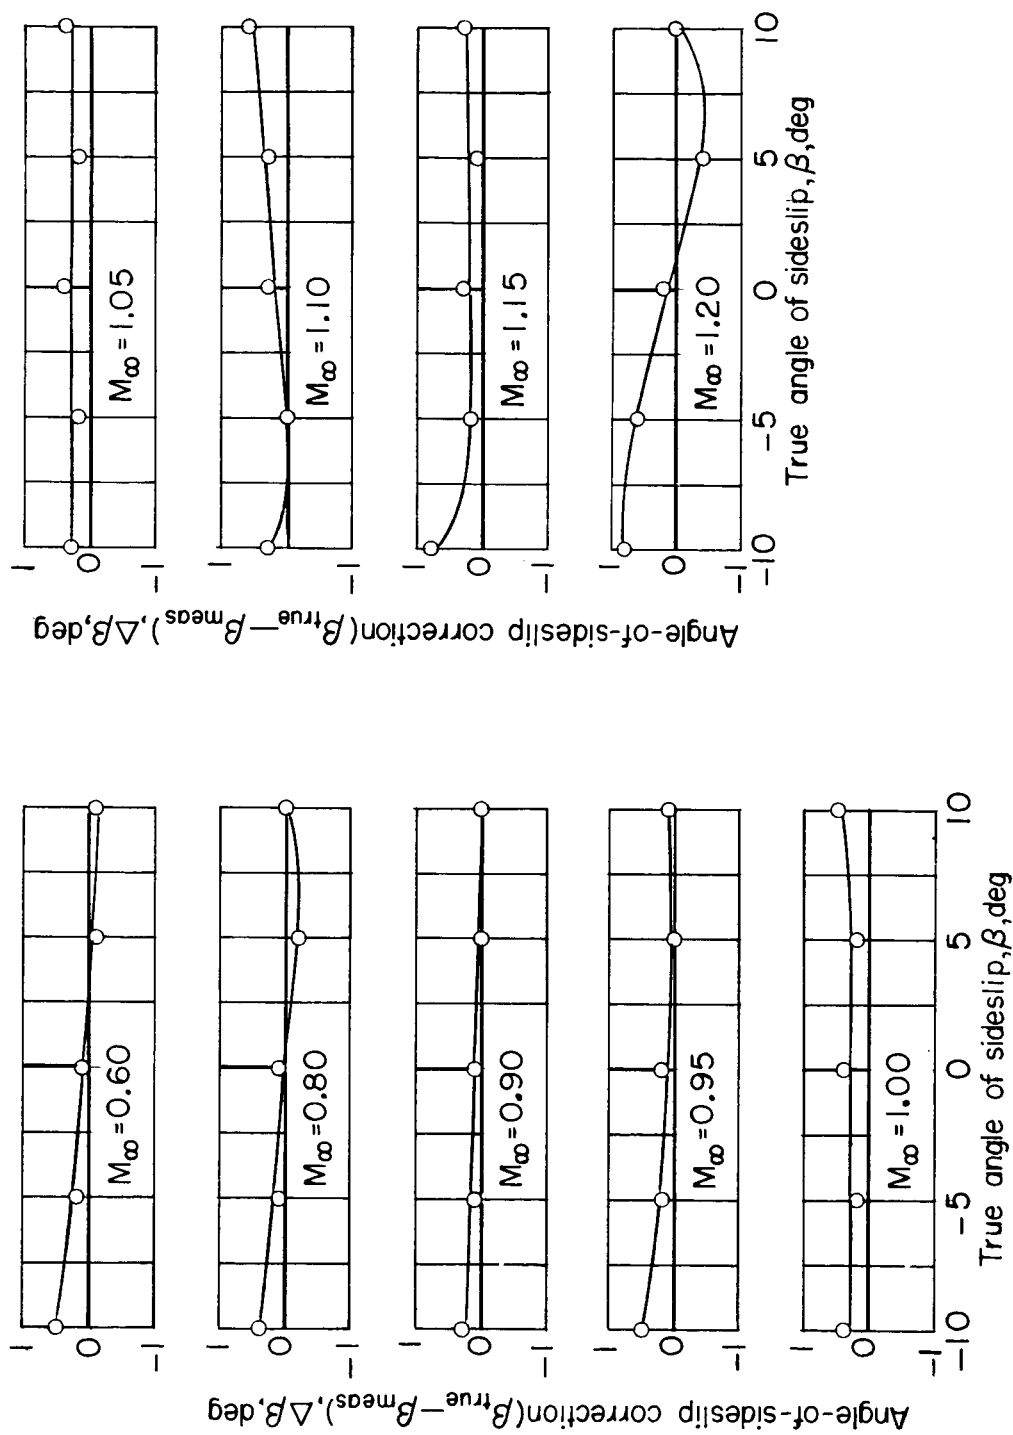 Angle-of-sideslip correction (βtrue–βmeas), Δβ, deg
1
0
–1
M∞=0.60
1
0
–1
M∞=0.80
1
0
–1
M∞=0.90
1
0
–1
M∞=0.95
1
0
–1
M∞=1.00
–10
–5
0
5
10
True angle of sideslip, β, deg
Angle-of-sideslip correction (βtrue–βmeas), Δβ, deg
1
0
–1
M∞=1.05
1
0
–1
M∞=1.10
1
0
–1
M∞=1.15
1
0
–1
M∞=1.20
–10
–5
0
5
10
True angle of sideslip, β, deg